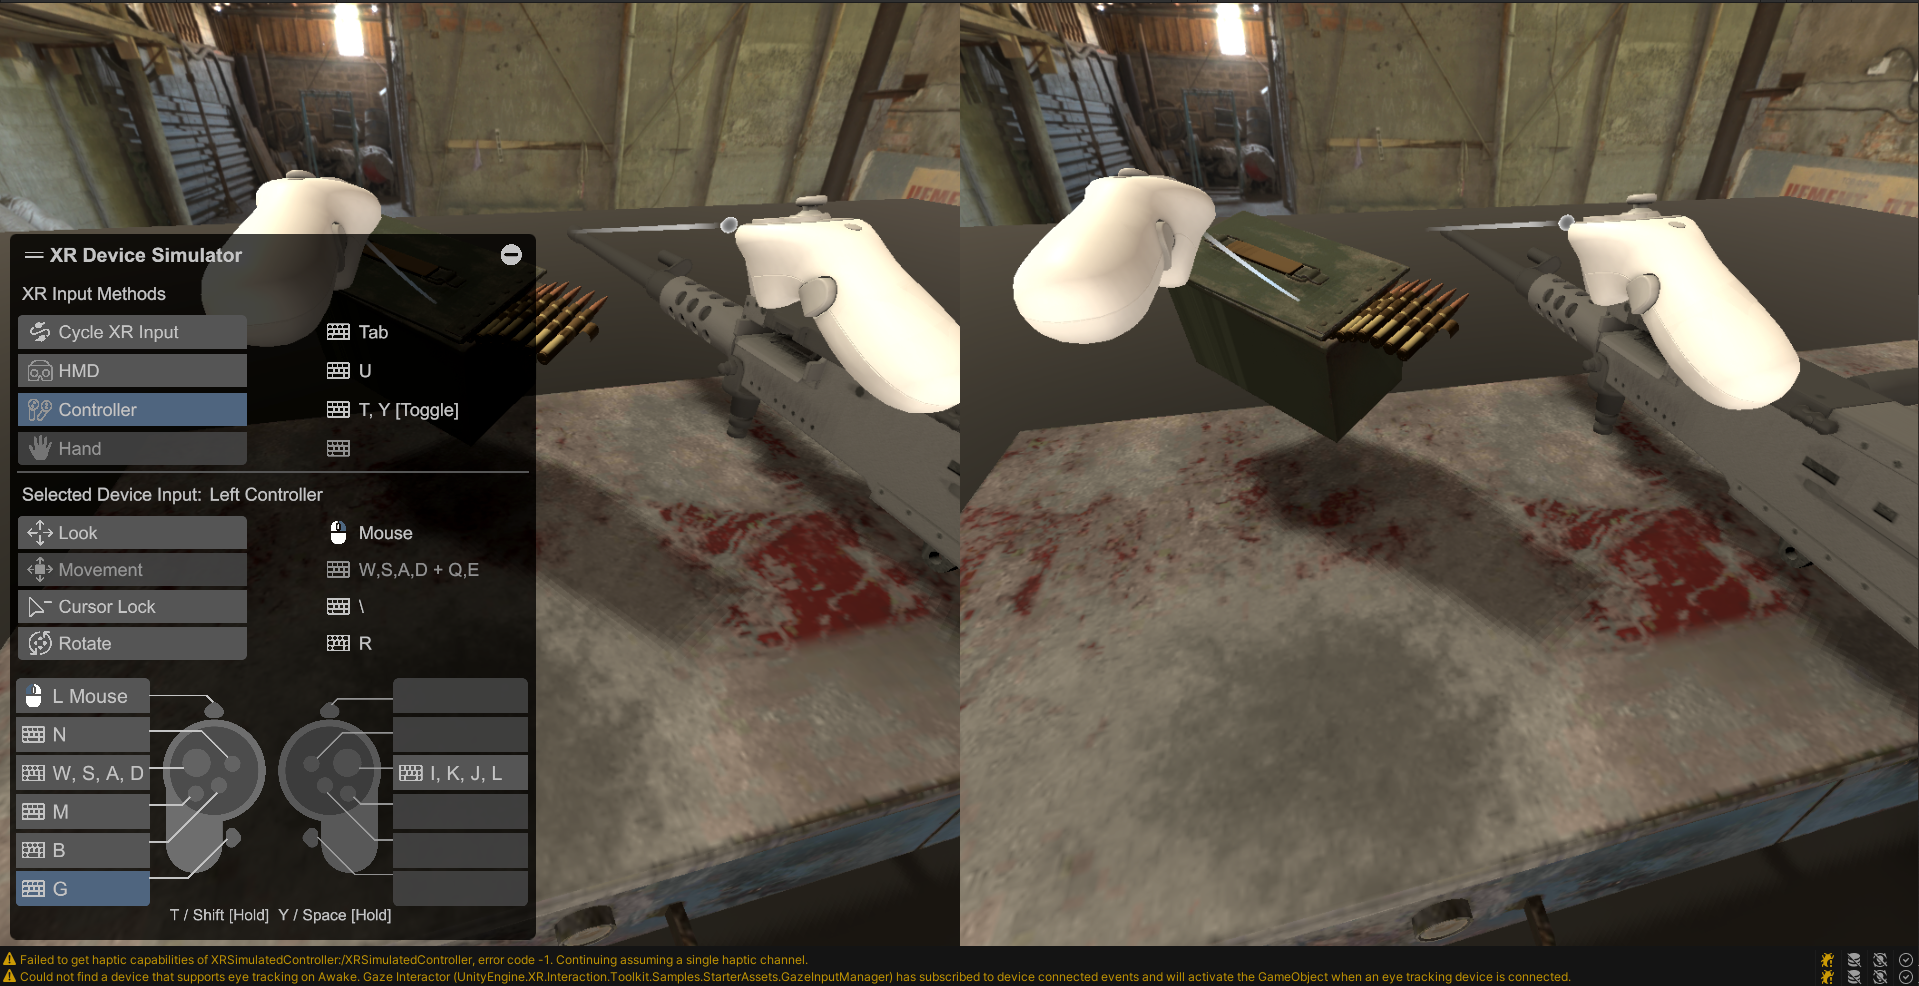 XR Device Simulator
XR Input Methods
Cycle XR Input
Tab
HMD
U
Controller
T, Y [Toggle]
Hand
Selected Device Input: Left Controller
Look
Mouse
Movement
W,S,A,D + Q,E
Cursor Lock
\
Rotate
R
L Mouse
N
W, S, A, D
I, K, J, L
M
B
G
T / Shift [Hold] Y / Space [Hold]
Failed to get haptic capabilities of XRSimulatedController:/XRSimulatedController, error code -1. Continuing assuming a single haptic channel.
Could not find a device that supports eye tracking on Awake. Gaze Interactor (UnityEngine.XR.Interaction.Toolkit.Samples.StarterAssets.GazeInputManager) has subscribed to device connected events and will activate the GameObject when an eye tracking device is connected.